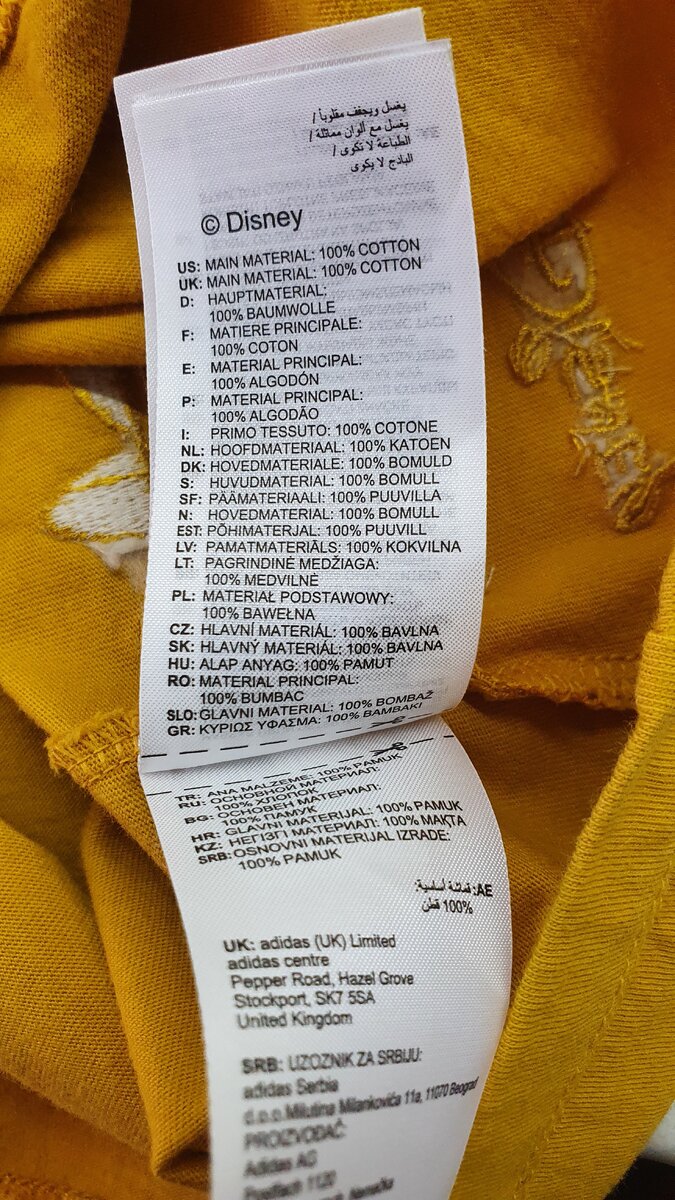 يغسل ويجفف مقلوباً /
يغسل مع ألوان مماثلة /
الطباعة لا تكوى /
البادج لا يكوى
© Disney
US: MAIN MATERIAL: 100% COTTON
UK: MAIN MATERIAL: 100% COTTON
D: HAUPTMATERIAL:
100% BAUMWOLLE
F: MATIERE PRINCIPALE:
100% COTON
E: MATERIAL PRINCIPAL:
100% ALGODÓN
P: MATERIAL PRINCIPAL:
100% ALGODÃO
I: PRIMO TESSUTO: 100% COTONE
NL: HOOFDMATERIAAL: 100% KATOEN
DK: HOVEDMATERIALE: 100% BOMULD
S: HUVUDMATERIAL: 100% BOMULL
SF: PÄÄMATERIAALI: 100% PUUVILLA
N: HOVEDMATERIAL: 100% BOMULL
EST: PÕHIMATERJAL: 100% PUUVILL
LV: PAMATMATERIĀLS: 100% KOKVILNA
LT: PAGRINDINĖ MEDŽIAGA:
100% MEDVILNĖ
PL: MATERIAŁ PODSTAWOWY:
100% BAWEŁNA
CZ: HLAVNÍ MATERIÁL: 100% BAVLNA
SK: HLAVNÝ MATERIÁL: 100% BAVLNA
HU: ALAP ANYAG: 100% PAMUT
RO: MATERIAL PRINCIPAL:
100% BUMBAC
SLO: GLAVNI MATERIAL: 100% BOMBAŽ
GR: ΚΥΡΙΩΣ ΥΦΑΣΜΑ: 100% ΒΑΜΒΑΚΙ
TR: ANA MALZEME: 100% PAMUK
RU: ОСНОВНОЙ МАТЕРИАЛ:
100% ХЛОПОК
BG: ОСНОВЕН МАТЕРИАЛ:
100% ПАМУК
HR: GLAVNI MATERIJAL: 100% PAMUK
KZ: НЕГІЗГІ МАТЕРИАЛ: 100% МАҚТА
SRB: OSNOVNI MATERIJAL IZRADE:
100% PAMUK
AE: قماشة أساسية:
100% قطن
UK: adidas (UK) Limited
adidas centre
Pepper Road, Hazel Grove
Stockport, SK7 5SA
United Kingdom
SRB: UZOZNIK ZA SRBIJU:
adidas Serbia
d.o.o.Milutina Milankovića 11a, 11070 Beograd
PROIZVOĐAČ
Adidas AG
Postfach 1120